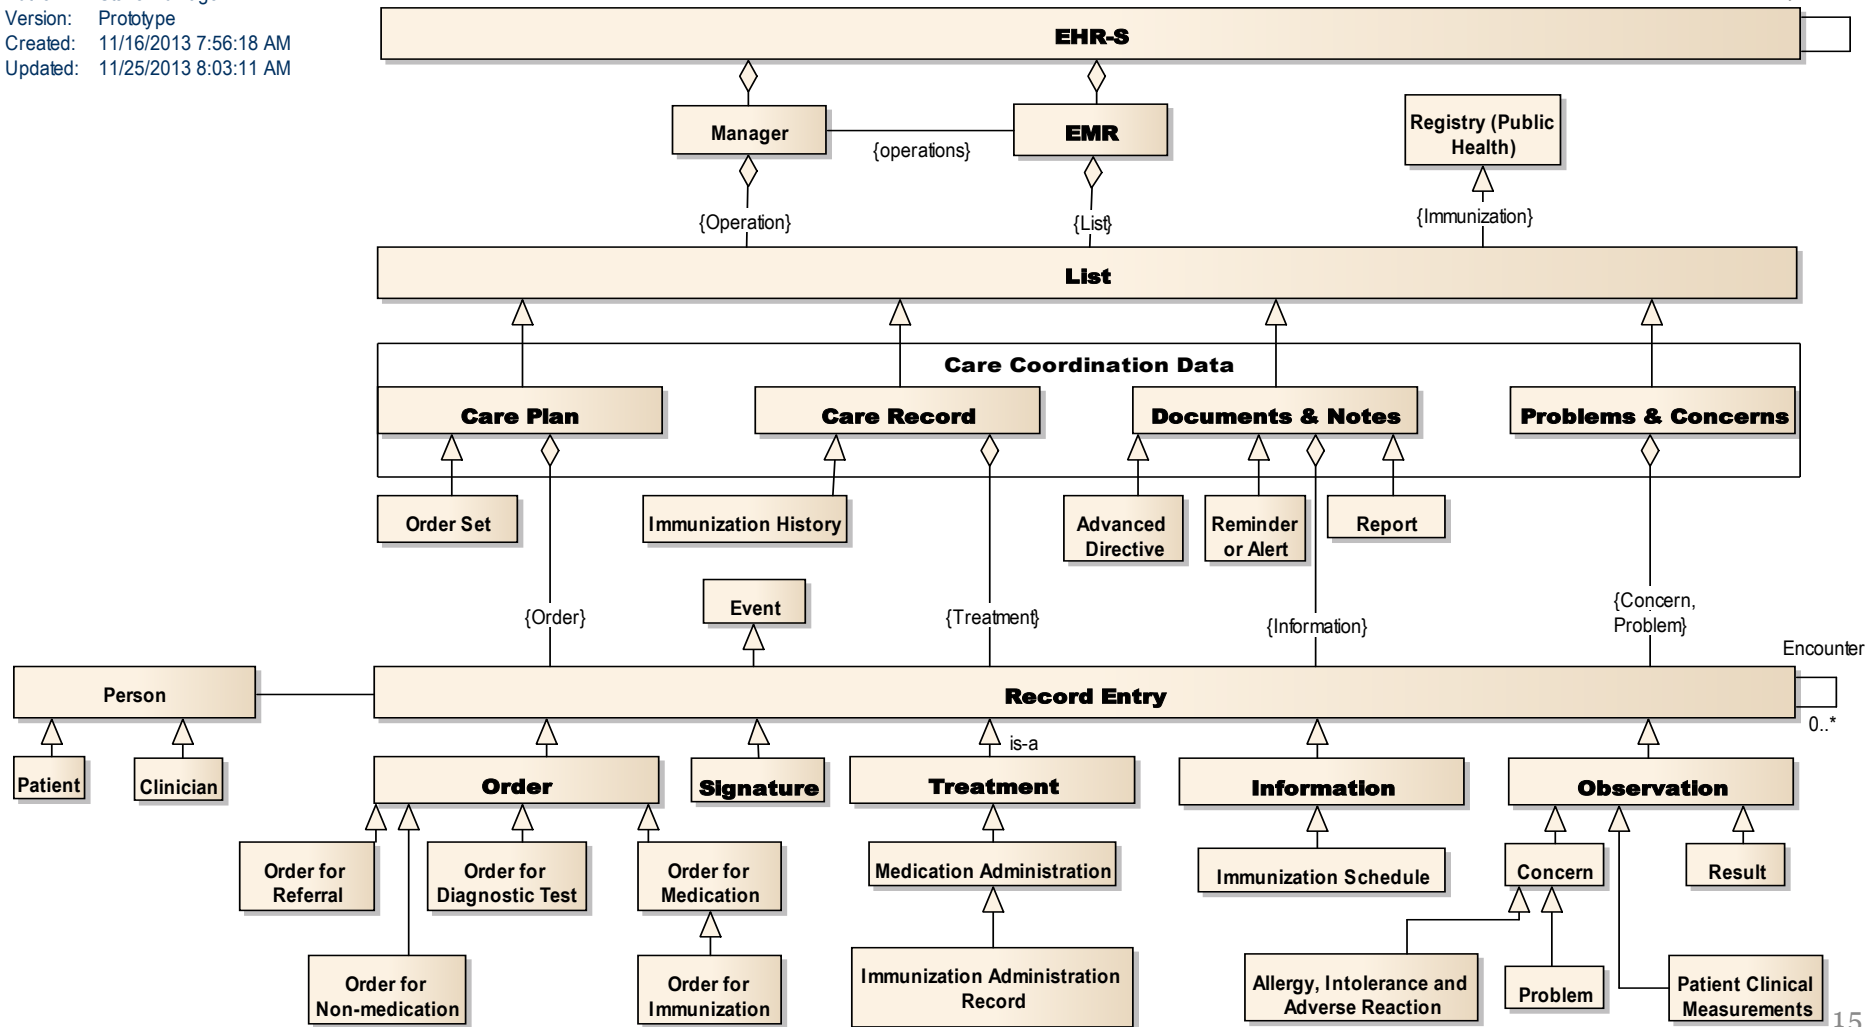 Version: Prototype
Created: 11/16/2013 7:56:18 AM
Updated: 11/25/2013 8:03:11 AM
EHR-S
Manager
{operations}
EMR
Registry (Public
Health)
{Operation}
{List}
{Immunization}
List
Care Coordination Data
Care Plan
Care Record
Documents & Notes
Problems & Concerns
Order Set
Immunization History
Advanced
Directive
Reminder
or Alert
Report
Event
{Order}
{Treatment}
{Information}
{Concern,
Problem}
Encounter
Person
Record Entry
0..*
is-a
Patient
Clinician
Order
Signature
Treatment
Information
Observation
Order for
Referral
Order for
Diagnostic Test
Order for
Medication
Medication Administration
Immunization Schedule
Concern
Result
Order for
Non-medication
Order for
Immunization
Immunization Administration
Record
Allergy, Intolerance and
Adverse Reaction
Problem
Patient Clinical
Measurements
15